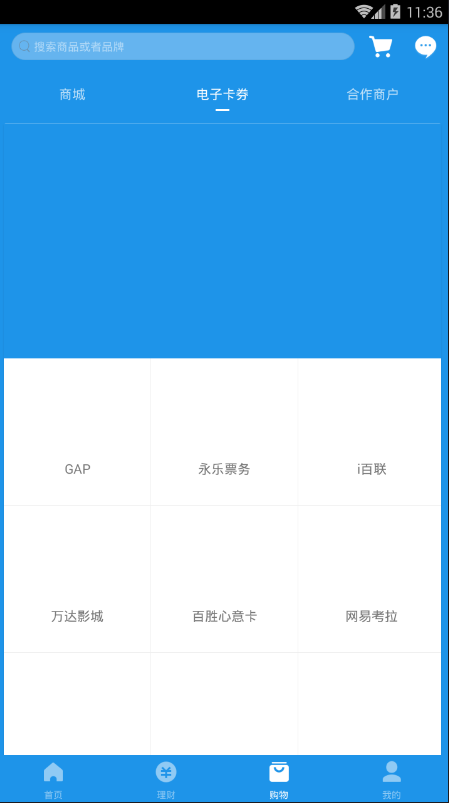 11:36
搜索商品或者品牌
商城 电子卡券 合作商户
GAP 永乐票务 i百联
万达影城 百胜心意卡 网易考拉
首页 理财 购物 我的